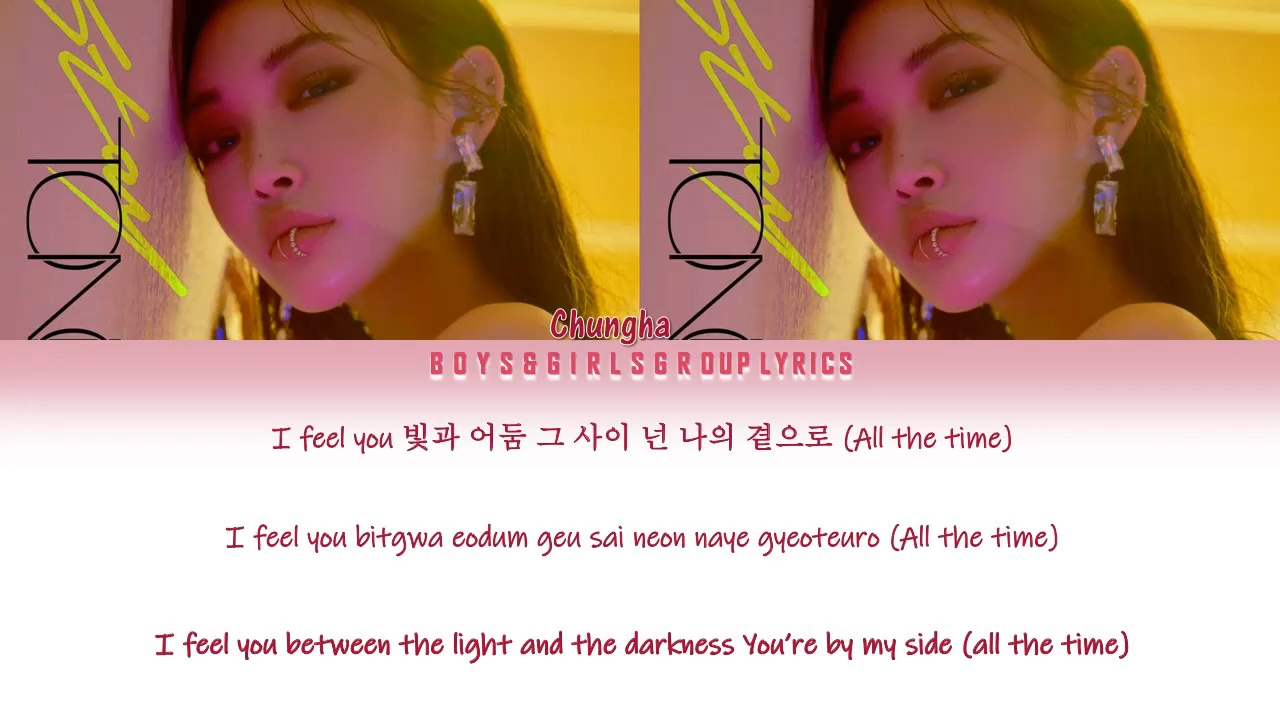 Chungha
BOYS&GIRLSGROUP LYRICS
I feel you 빛과 어둠 그 사이 넌 나의 곁으로 (All the time)
I feel you bitgwa eodum geu sai neon naye gyeoteuro (All the time)
I feel you between the light and the darkness You're by my side (all the time)